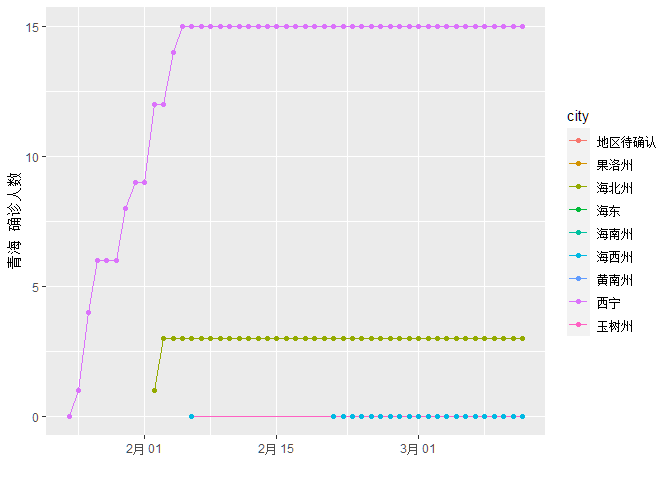 15
10
5
0
青海 确诊人数
2月 01
2月 15
3月 01
city
地区待确认
果洛州
海北州
海东
海南州
海西州
黄南州
西宁
玉树州